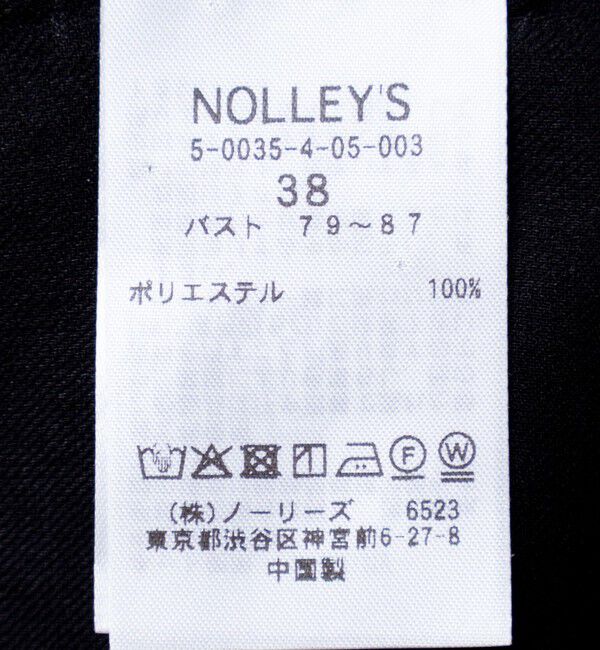 NOLLEY'S
5-0035-4-05-003
38
バスト 79～87
ポリエステル 100%
F W
(株)ノーリーズ 6523
東京都渋谷区神宮前6-27-8
中国製